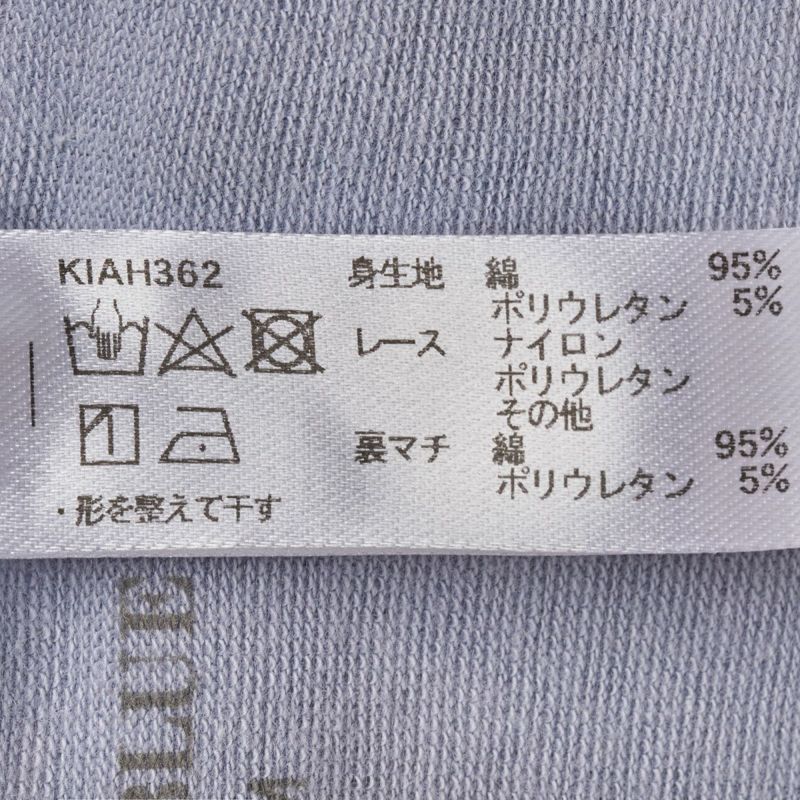 KIAH362
身生地 綿 95%
ポリウレタン 5%
レース ナイロン
ポリウレタン
その他
裏マチ 綿 95%
ポリウレタン 5%
・形を整えて干す
BLUE